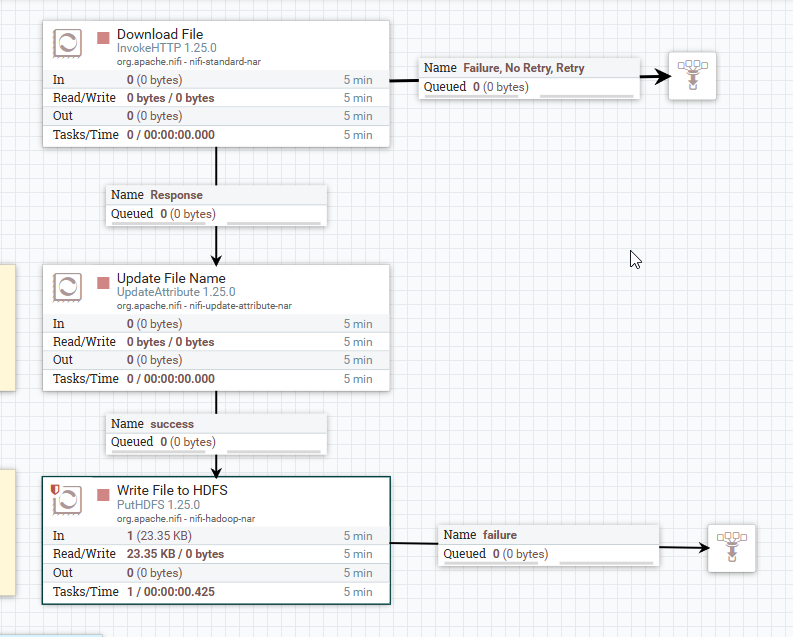 Download File
InvokeHTTP 1.25.0
org.apache.nifi - nifi-standard-nar
In 0 (0 bytes) 5 min
Read/Write 0 bytes / 0 bytes 5 min
Out 0 (0 bytes) 5 min
Tasks/Time 0 / 00:00:00.000 5 min
Name Failure, No Retry, Retry
Queued 0 (0 bytes)
Name Response
Queued 0 (0 bytes)
Update File Name
UpdateAttribute 1.25.0
org.apache.nifi - nifi-update-attribute-nar
In 0 (0 bytes) 5 min
Read/Write 0 bytes / 0 bytes 5 min
Out 0 (0 bytes) 5 min
Tasks/Time 0 / 00:00:00.000 5 min
Name success
Queued 0 (0 bytes)
Write File to HDFS
PutHDFS 1.25.0
org.apache.nifi - nifi-hadoop-nar
In 1 (23.35 KB) 5 min
Read/Write 23.35 KB / 0 bytes 5 min
Out 0 (0 bytes) 5 min
Tasks/Time 1 / 00:00:00.425 5 min
Name failure
Queued 0 (0 bytes)